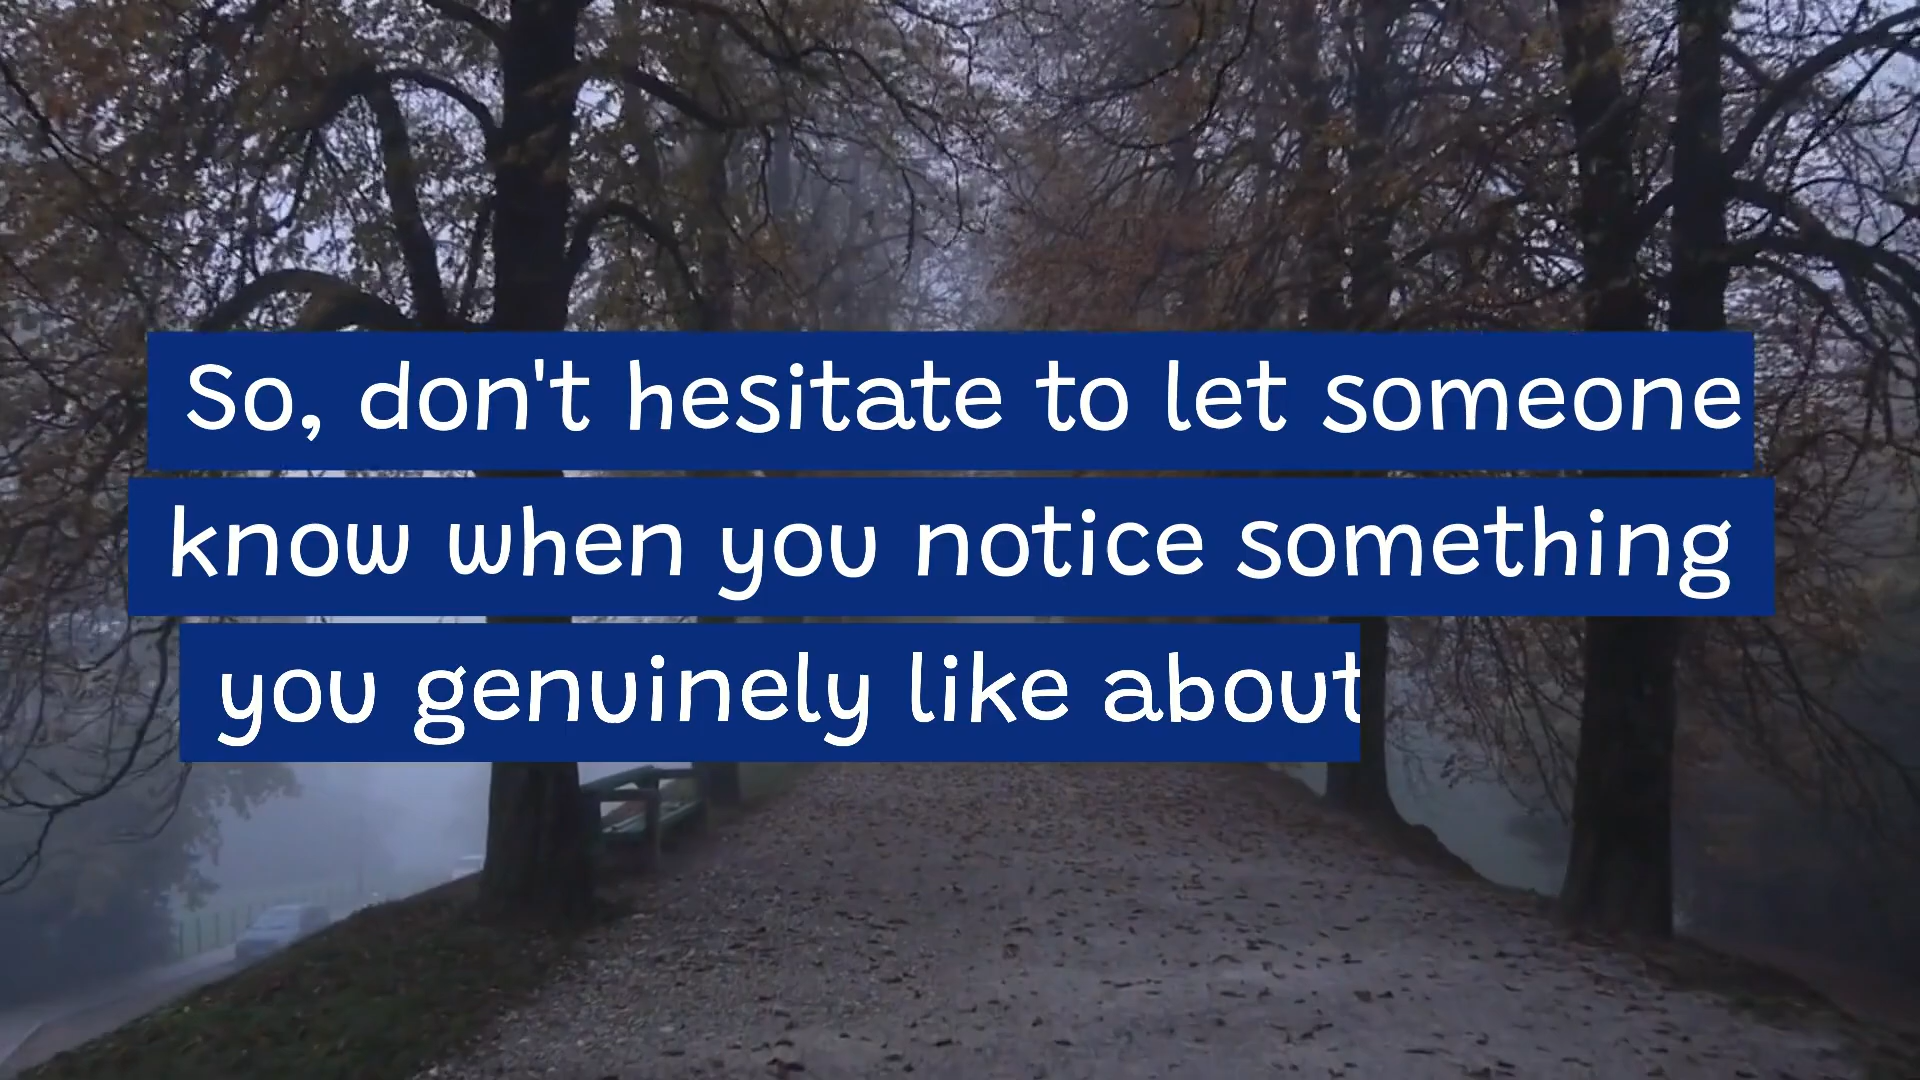 So, don't hesitate to let someone
know when you notice something
you genuinely like about